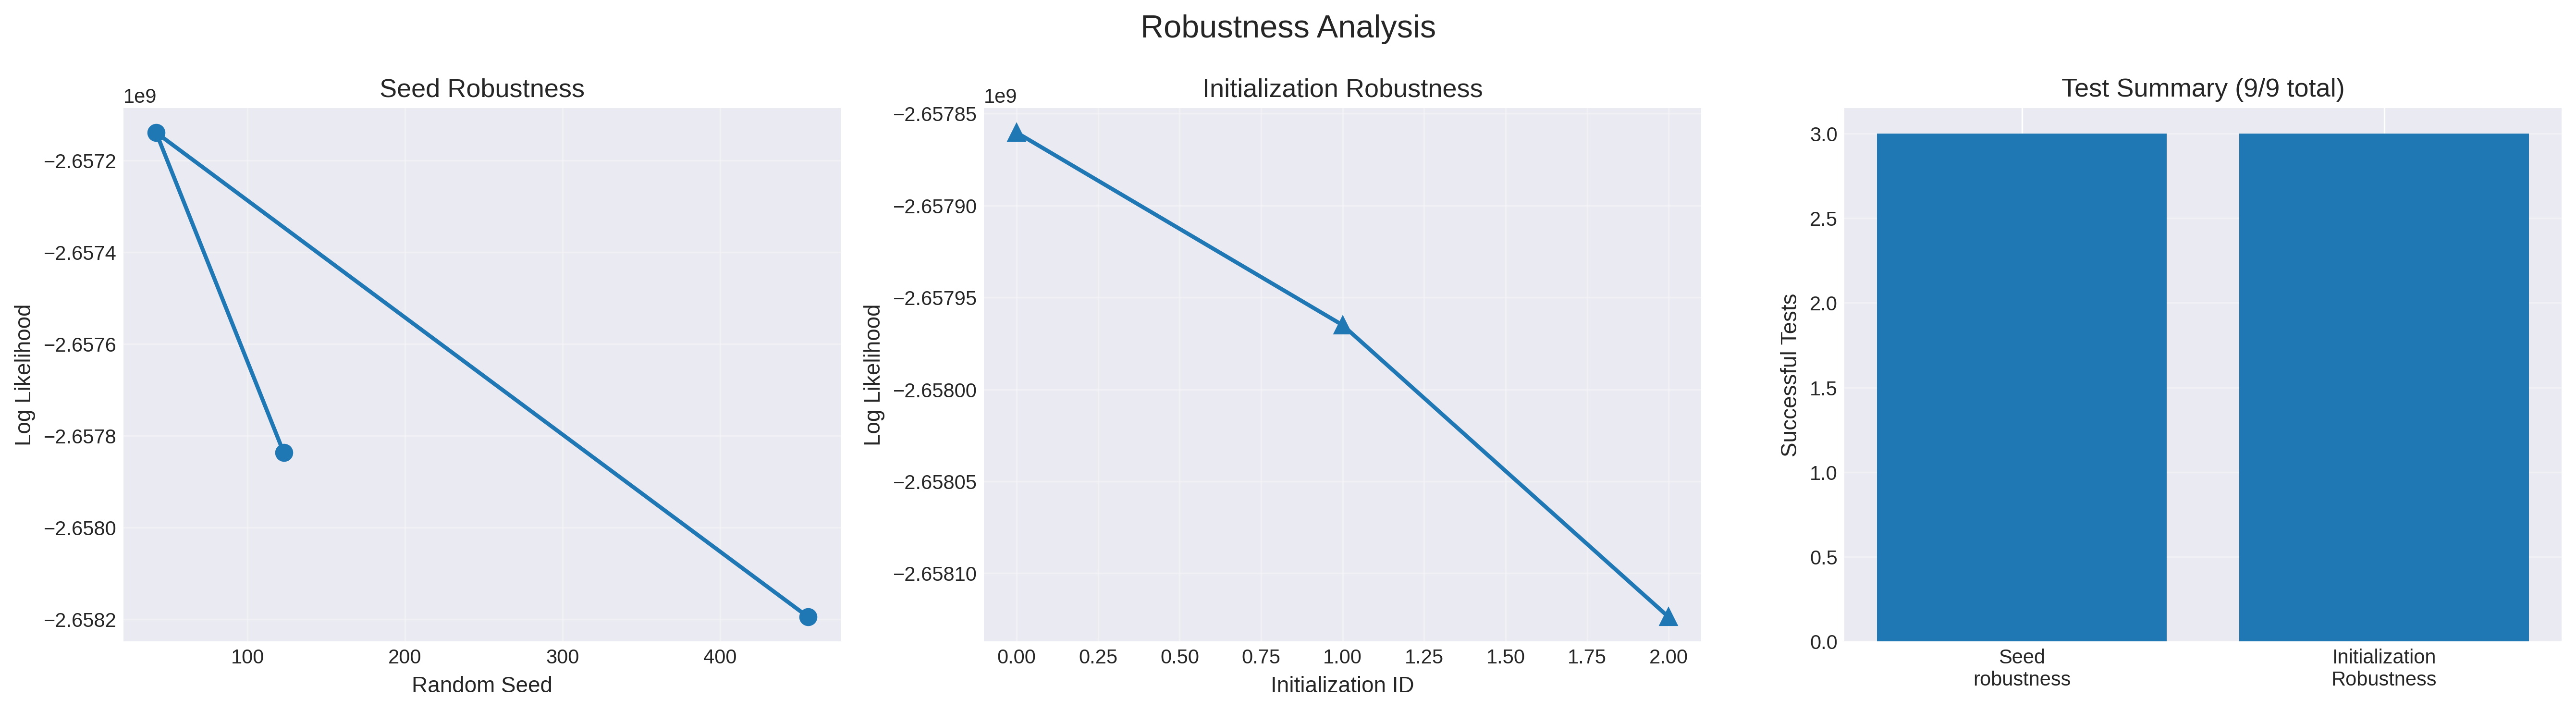 Robustness Analysis
Seed Robustness
1e9
−2.6572
−2.6574
−2.6576
−2.6578
−2.6580
−2.6582
Log Likelihood
100 200 300 400
Random Seed
Initialization Robustness
1e9
−2.65785
−2.65790
−2.65795
−2.65800
−2.65805
−2.65810
Log Likelihood
0.00 0.25 0.50 0.75 1.00 1.25 1.50 1.75 2.00
Initialization ID
Test Summary (9/9 total)
3.0
2.5
2.0
1.5
1.0
0.5
0.0
Successful Tests
Seed
robustness
Initialization
Robustness